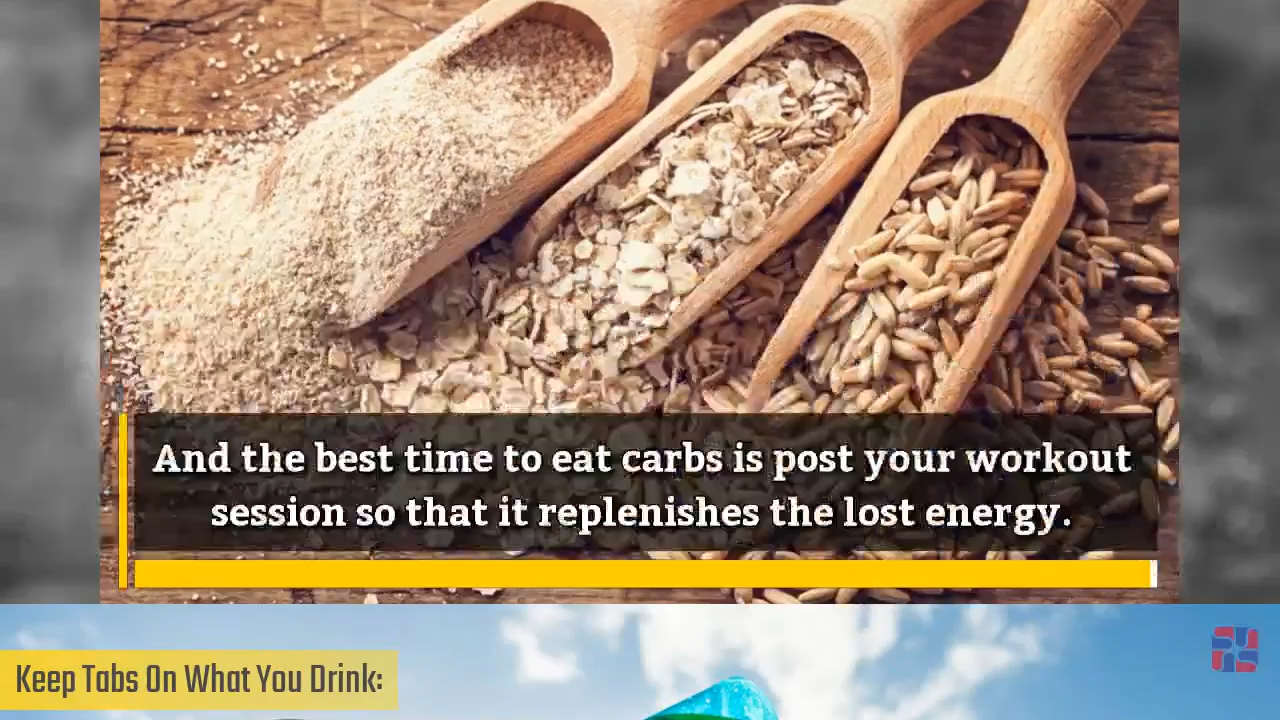 And the best time to eat carbs is post your workout
session so that it replenishes the lost energy.
Keep Tabs On What You Drink: